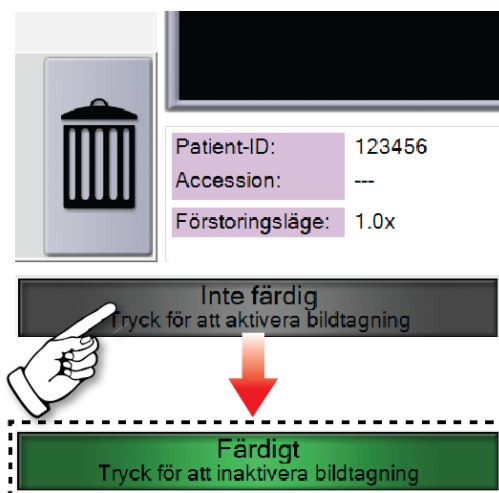 Patient-ID: 123456
Accession: ---
Förstoringsläge: 1.0x
Inte färdig
Tryck för att aktivera bildtagning
Färdigt
Tryck för att inaktivera bildtagning